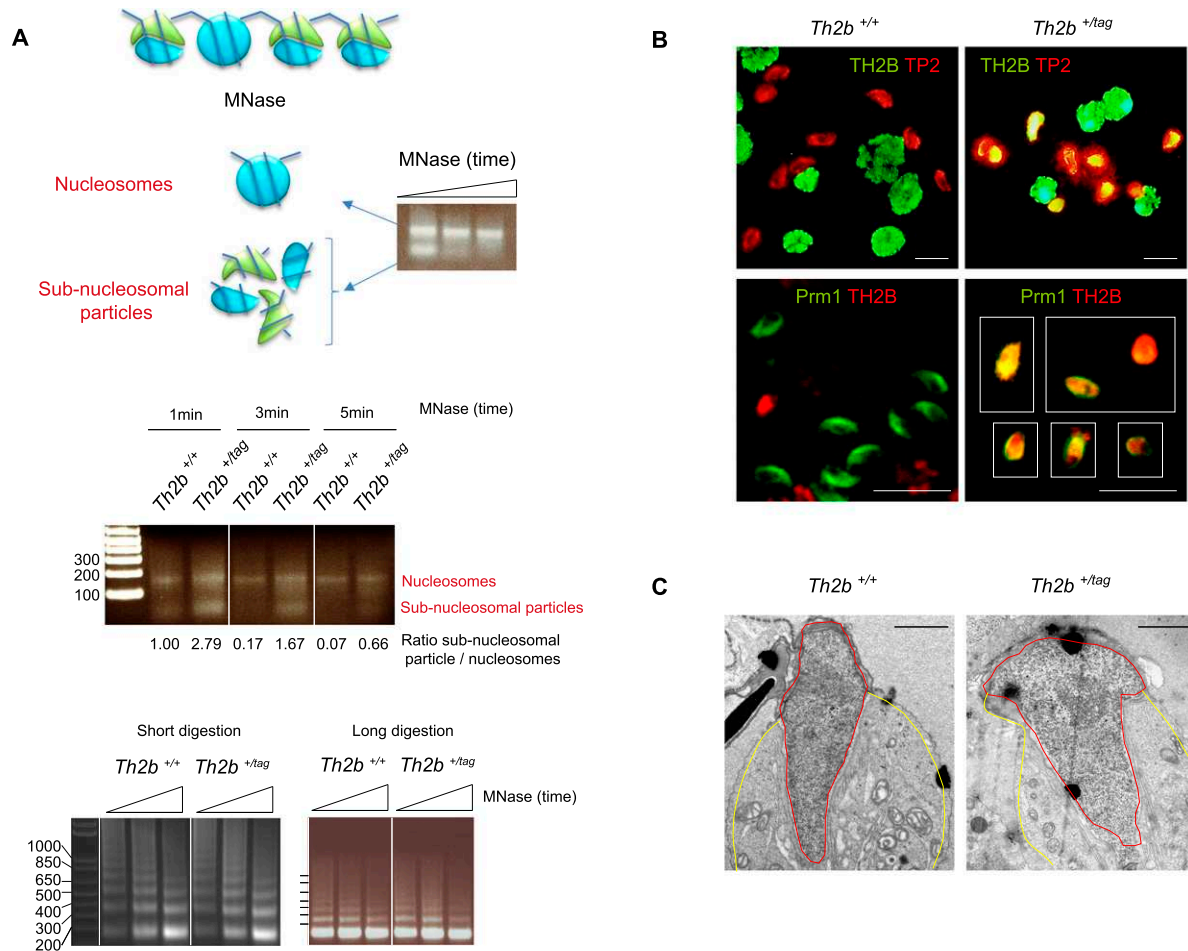 A
MNase
Nucleosomes
MNase (time)
Sub-nucleosomal
particles
1min 3min 5min MNase (time)
Th2b +/+ Th2b +/tag Th2b +/+ Th2b +/tag Th2b +/+ Th2b +/tag
300
200
100
Nucleosomes
Sub-nucleosomal particles
1.00 2.79 0.17 1.67 0.07 0.66
Ratio sub-nucleosomal
particle / nucleosomes
Short digestion Long digestion
Th2b +/+ Th2b +/tag Th2b +/+ Th2b +/tag
MNase (time)
1000
850
650
500
400
300
200
B
Th2b +/+ Th2b +/tag
TH2B TP2 TH2B TP2
Prm1 TH2B Prm1 TH2B
C
Th2b +/+ Th2b +/tag